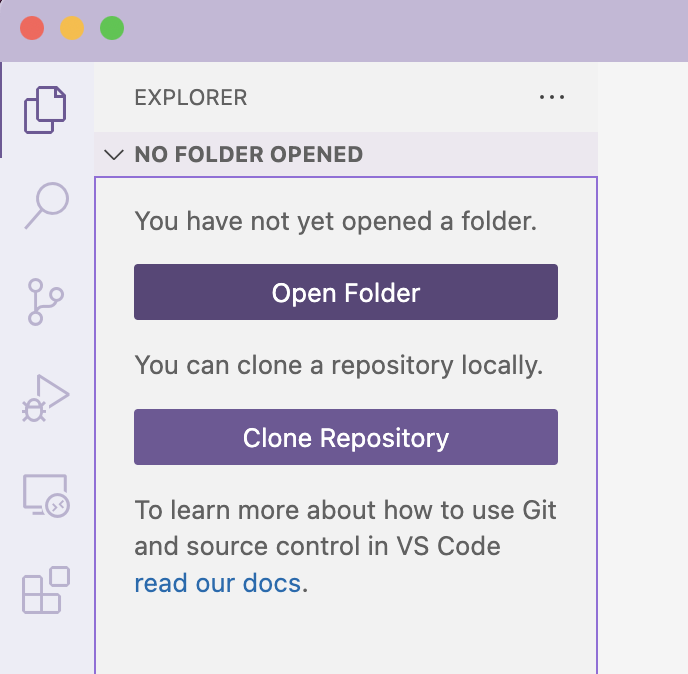 EXPLORER
NO FOLDER OPENED
You have not yet opened a folder.
Open Folder
You can clone a repository locally.
Clone Repository
To learn more about how to use Git
and source control in VS Code
read our docs.